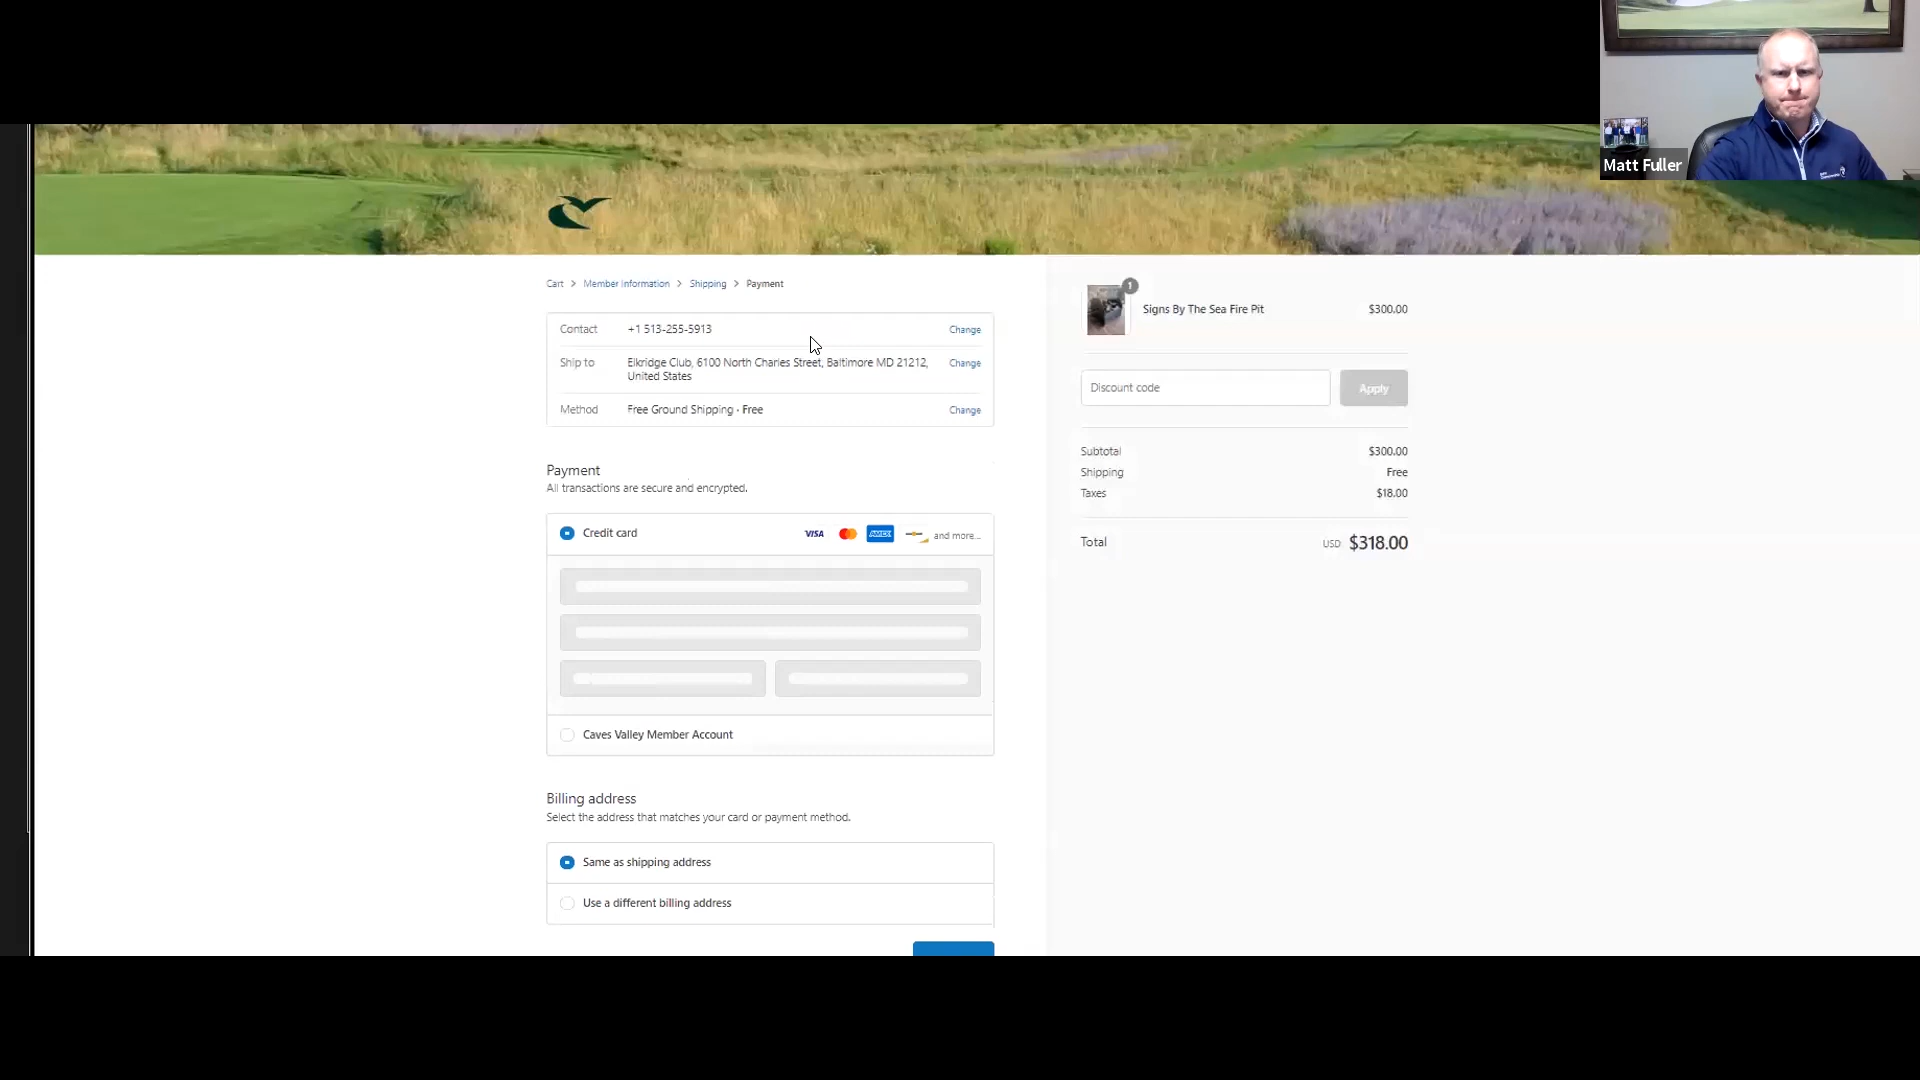 Matt Fuller
Cart > Member information > Shipping > Payment
Contact +1 513-255-5913 Change
Ship to Elkridge Club, 6100 North Charles Street, Baltimore MD 21212, Change
United States
Method Free Ground Shipping · Free Change
Payment
All transactions are secure and encrypted.
Credit card VISA AMEX and more...
Caves Valley Member Account
Billing address
Select the address that matches your card or payment method.
Same as shipping address
Use a different billing address
1
Signs By The Sea Fire Pit $300.00
Discount code Apply
Subtotal $300.00
Shipping Free
Taxes $18.00
Total USD $318.00